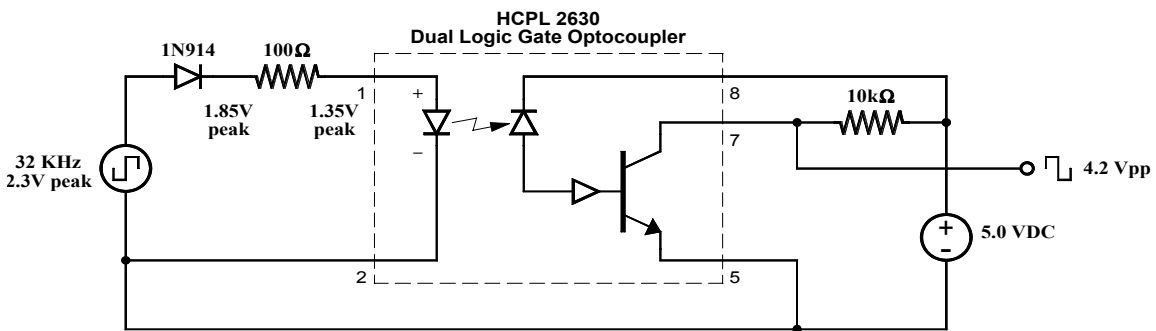 HCPL 2630
Dual Logic Gate Optocoupler
1N914
100Ω
1.85V
peak
1.35V
peak
1
+
−
8
7
10kΩ
32 KHz
2.3V peak
4.2 Vpp
+
-
5.0 VDC
2
5